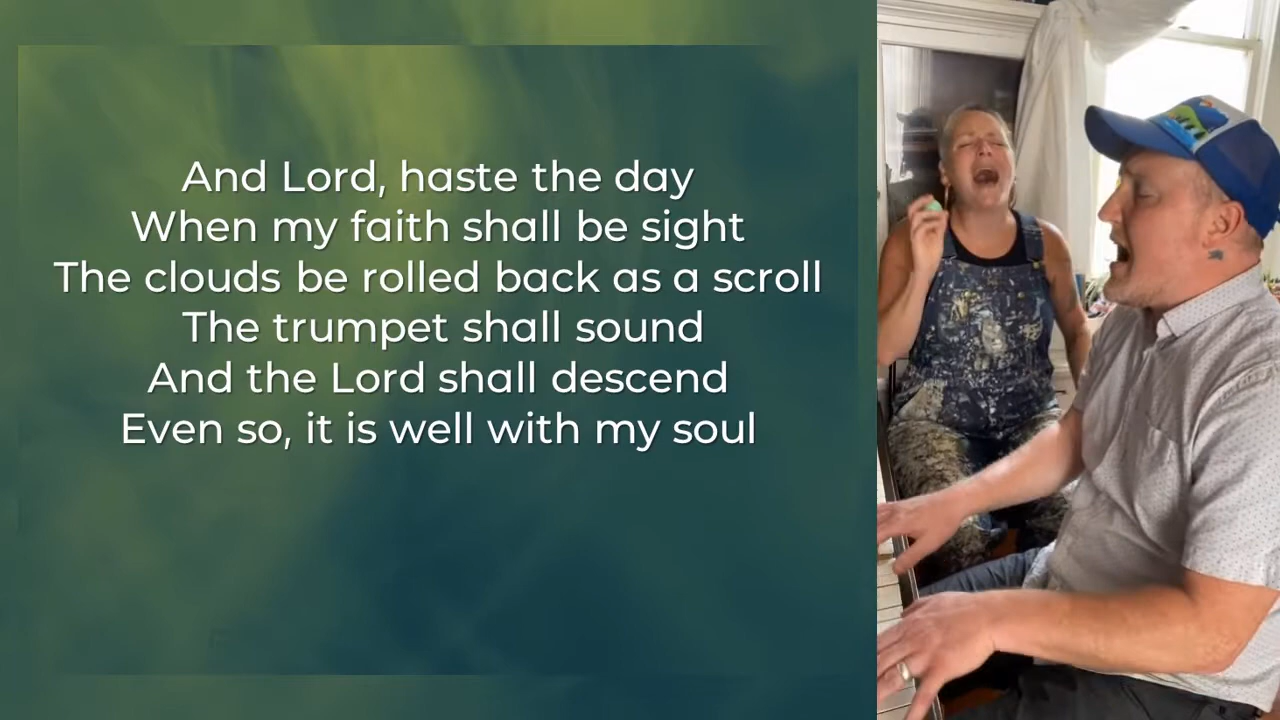 And Lord, haste the day
When my faith shall be sight
The clouds be rolled back as a scroll
The trumpet shall sound
And the Lord shall descend
Even so, it is well with my soul